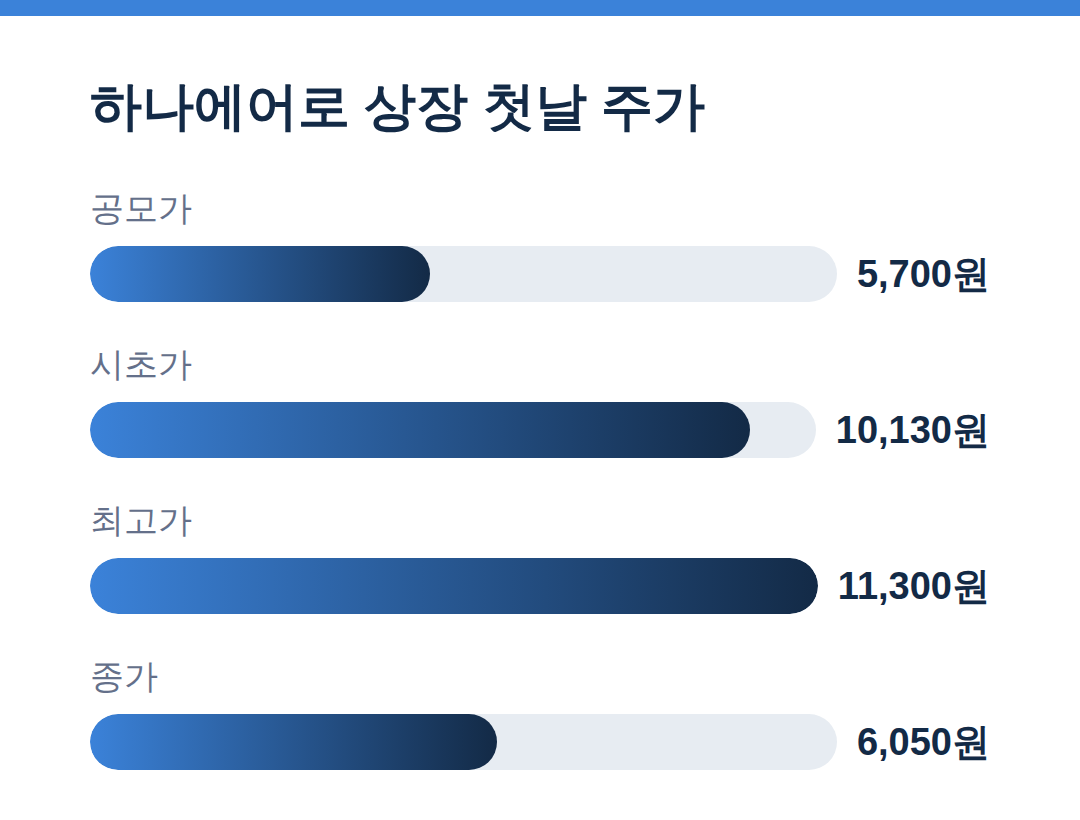 하나에어로 상장 첫날 주가
공모가
5,700원
시초가
10,130원
최고가
11,300원
종가
6,050원